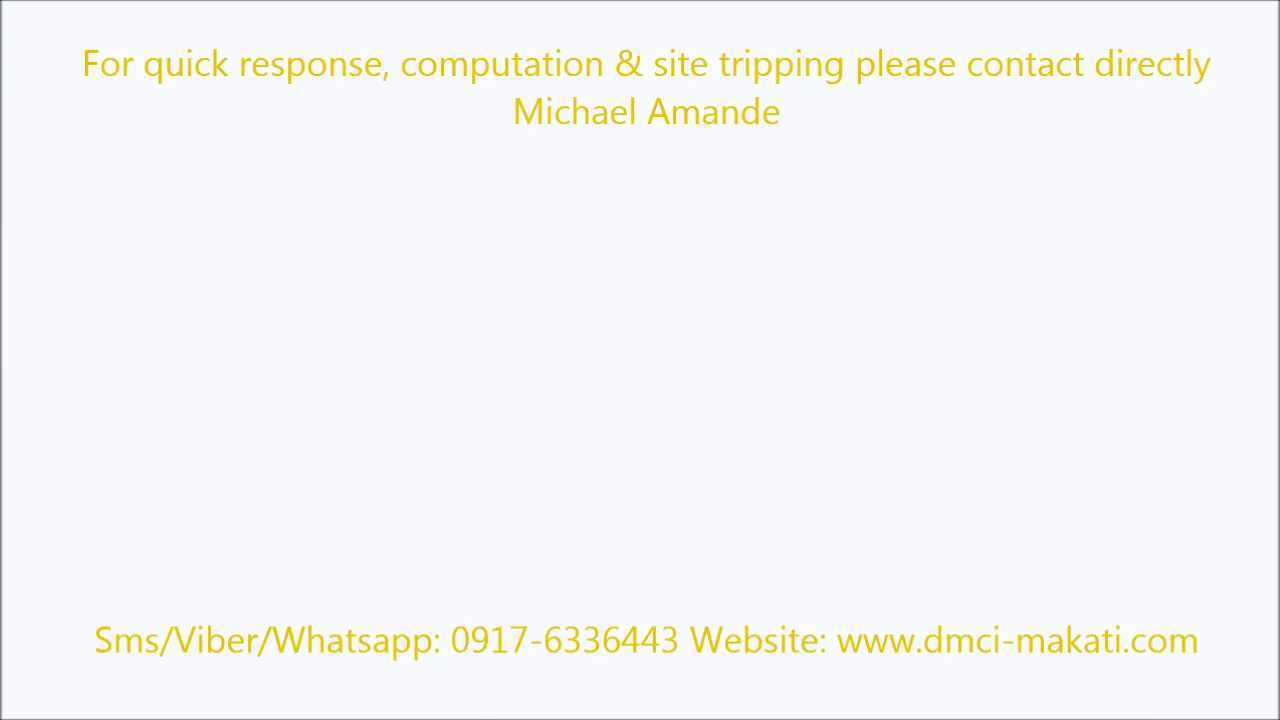 For quick response, computation & site tripping please contact directly
Michael Amande
Sms/Viber/Whatsapp: 0917-6336443 Website: www.dmci-makati.com